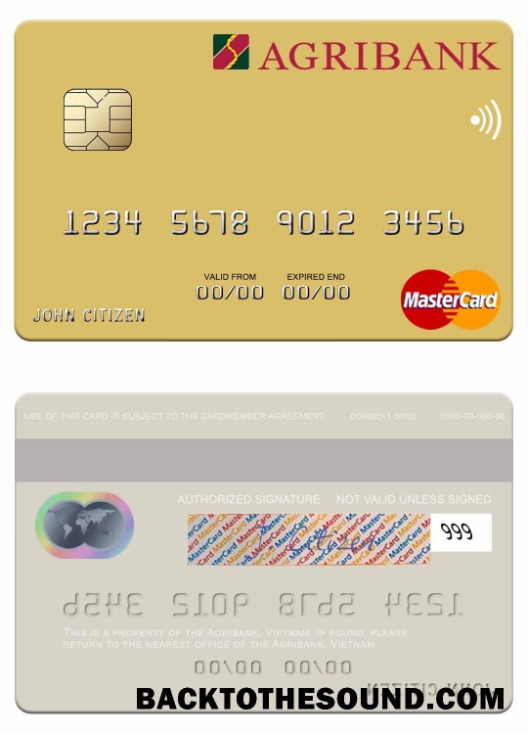 AGRIBANK
1234 5678 9012 3456
VALID FROM EXPIRED END
00/00 00/00
JOHN CITIZEN
MasterCard
USE OF THIS CARD IS SUBJECT TO THE CARDMEMBER AGREEMENT 000000+1 00/00 0000-00-000-00
AUTHORIZED SIGNATURE NOT VALID UNLESS SIGNED
MasterCard MasterCard MasterCard
999
THIS IS A PROPERTY OF THE AGRIBANK, VIETNAM. IF FOUND, PLEASE
RETURN TO THE NEAREST OFFICE OF THE AGRIBANK, VIETNAM.
00/00 00/00
BACKTOTHESOUND.COM